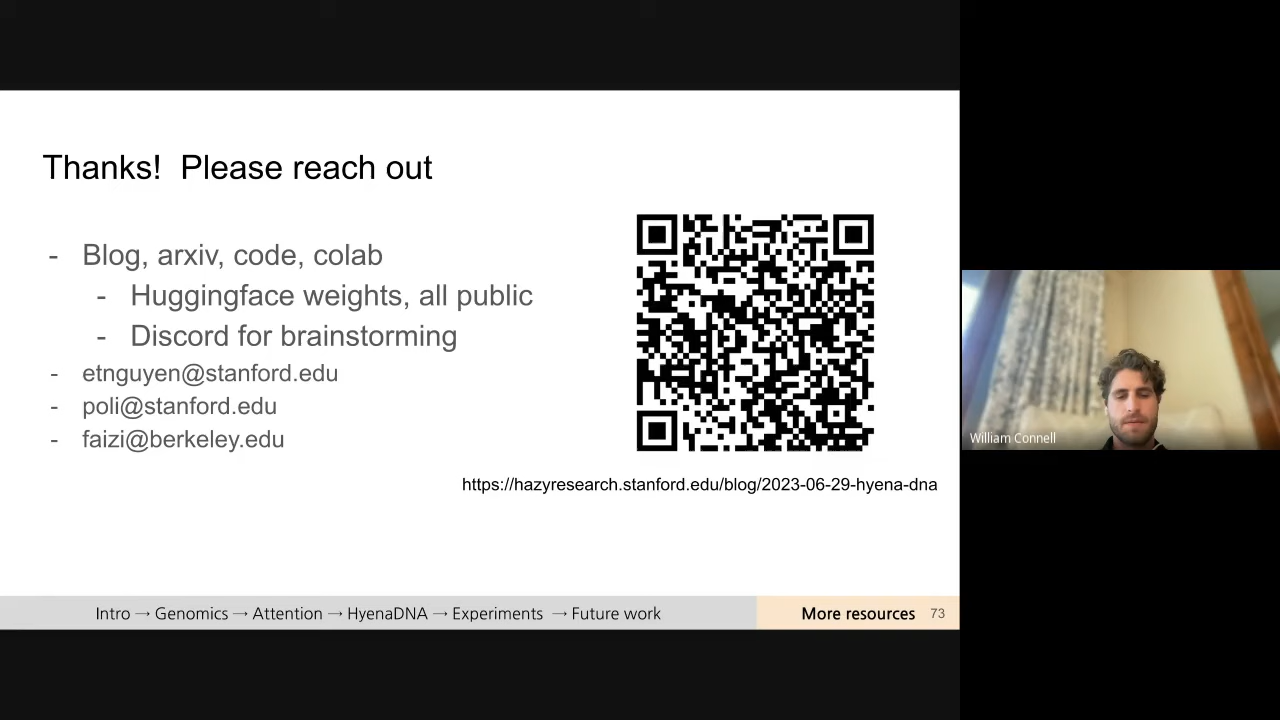 Thanks!  Please reach out
- Blog, arxiv, code, colab
- Huggingface weights, all public
- Discord for brainstorming
- etnguyen@stanford.edu
- poli@stanford.edu
- faizi@berkeley.edu
https://hazyresearch.stanford.edu/blog/2023-06-29-hyena-dna
Intro → Genomics → Attention → HyenaDNA → Experiments → Future work
More resources 73
William Connell